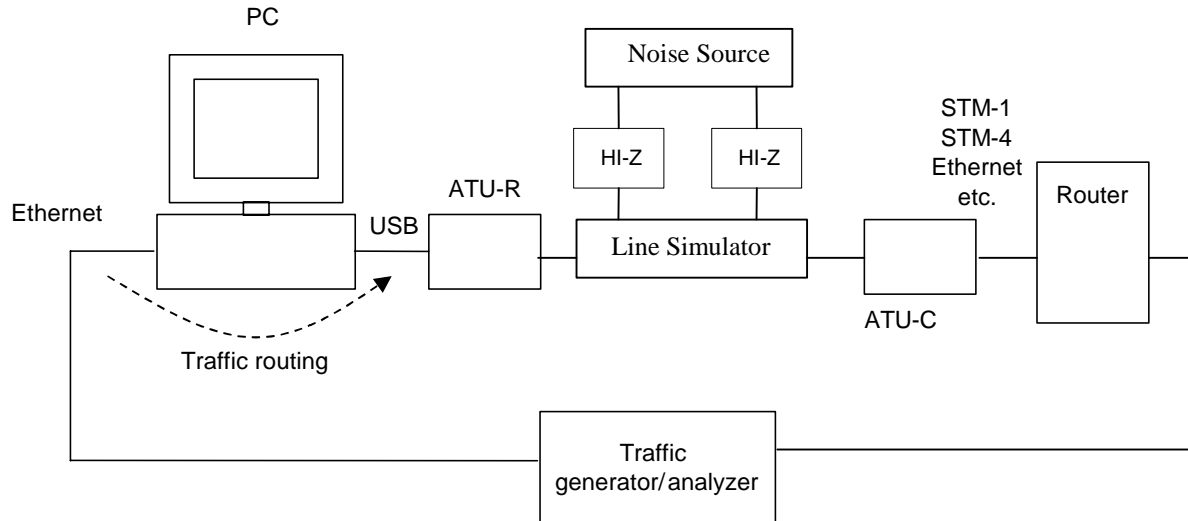 PC
Noise Source
STM-1
STM-4
Ethernet
etc.
HI-Z
HI-Z
Router
ATU-R
Ethernet
USB
Line Simulator
ATU-C
Traffic routing
Traffic
generator/analyzer